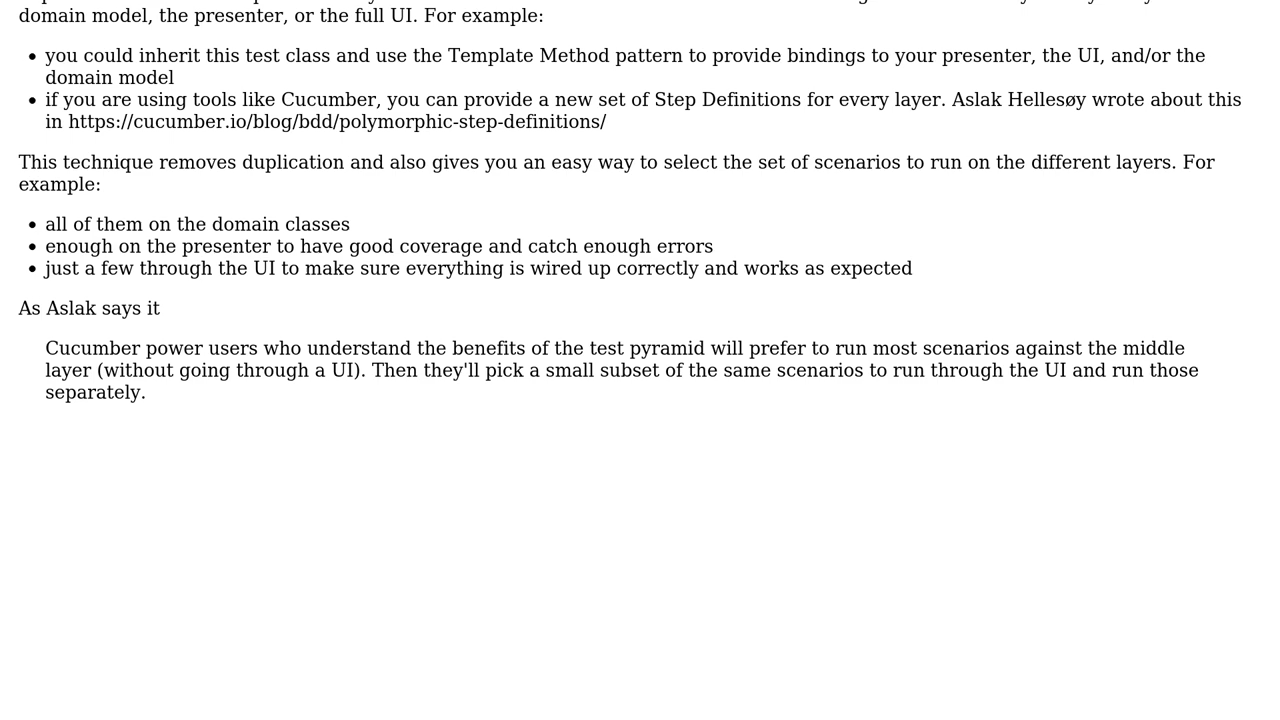 domain model, the presenter, or the full UI. For example:
• you could inherit this test class and use the Template Method pattern to provide bindings to your presenter, the UI, and/or the
domain model
• if you are using tools like Cucumber, you can provide a new set of Step Definitions for every layer. Aslak Hellesøy wrote about this
in https://cucumber.io/blog/bdd/polymorphic-step-definitions/
This technique removes duplication and also gives you an easy way to select the set of scenarios to run on the different layers. For
example:
• all of them on the domain classes
• enough on the presenter to have good coverage and catch enough errors
• just a few through the UI to make sure everything is wired up correctly and works as expected
As Aslak says it
Cucumber power users who understand the benefits of the test pyramid will prefer to run most scenarios against the middle
layer (without going through a UI). Then they'll pick a small subset of the same scenarios to run through the UI and run those
separately.